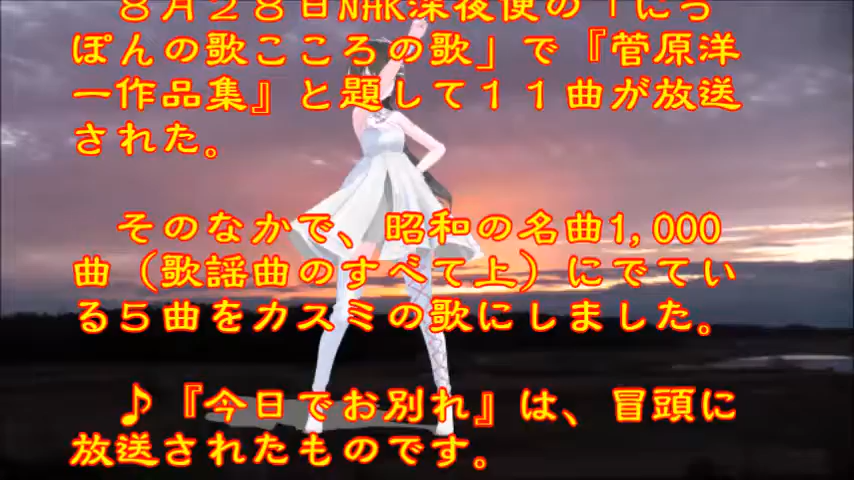 ８月２８日NHK深夜便の「にっ
ぽんの歌こころの歌」で『菅原洋
一作品集』と題して１１曲が放送
された。
そのなかで、昭和の名曲1,000
曲（歌謡曲のすべて上）にでてい
る５曲をカスミの歌にしました。
♪『今日でお別れ』は、冒頭に
放送されたものです。